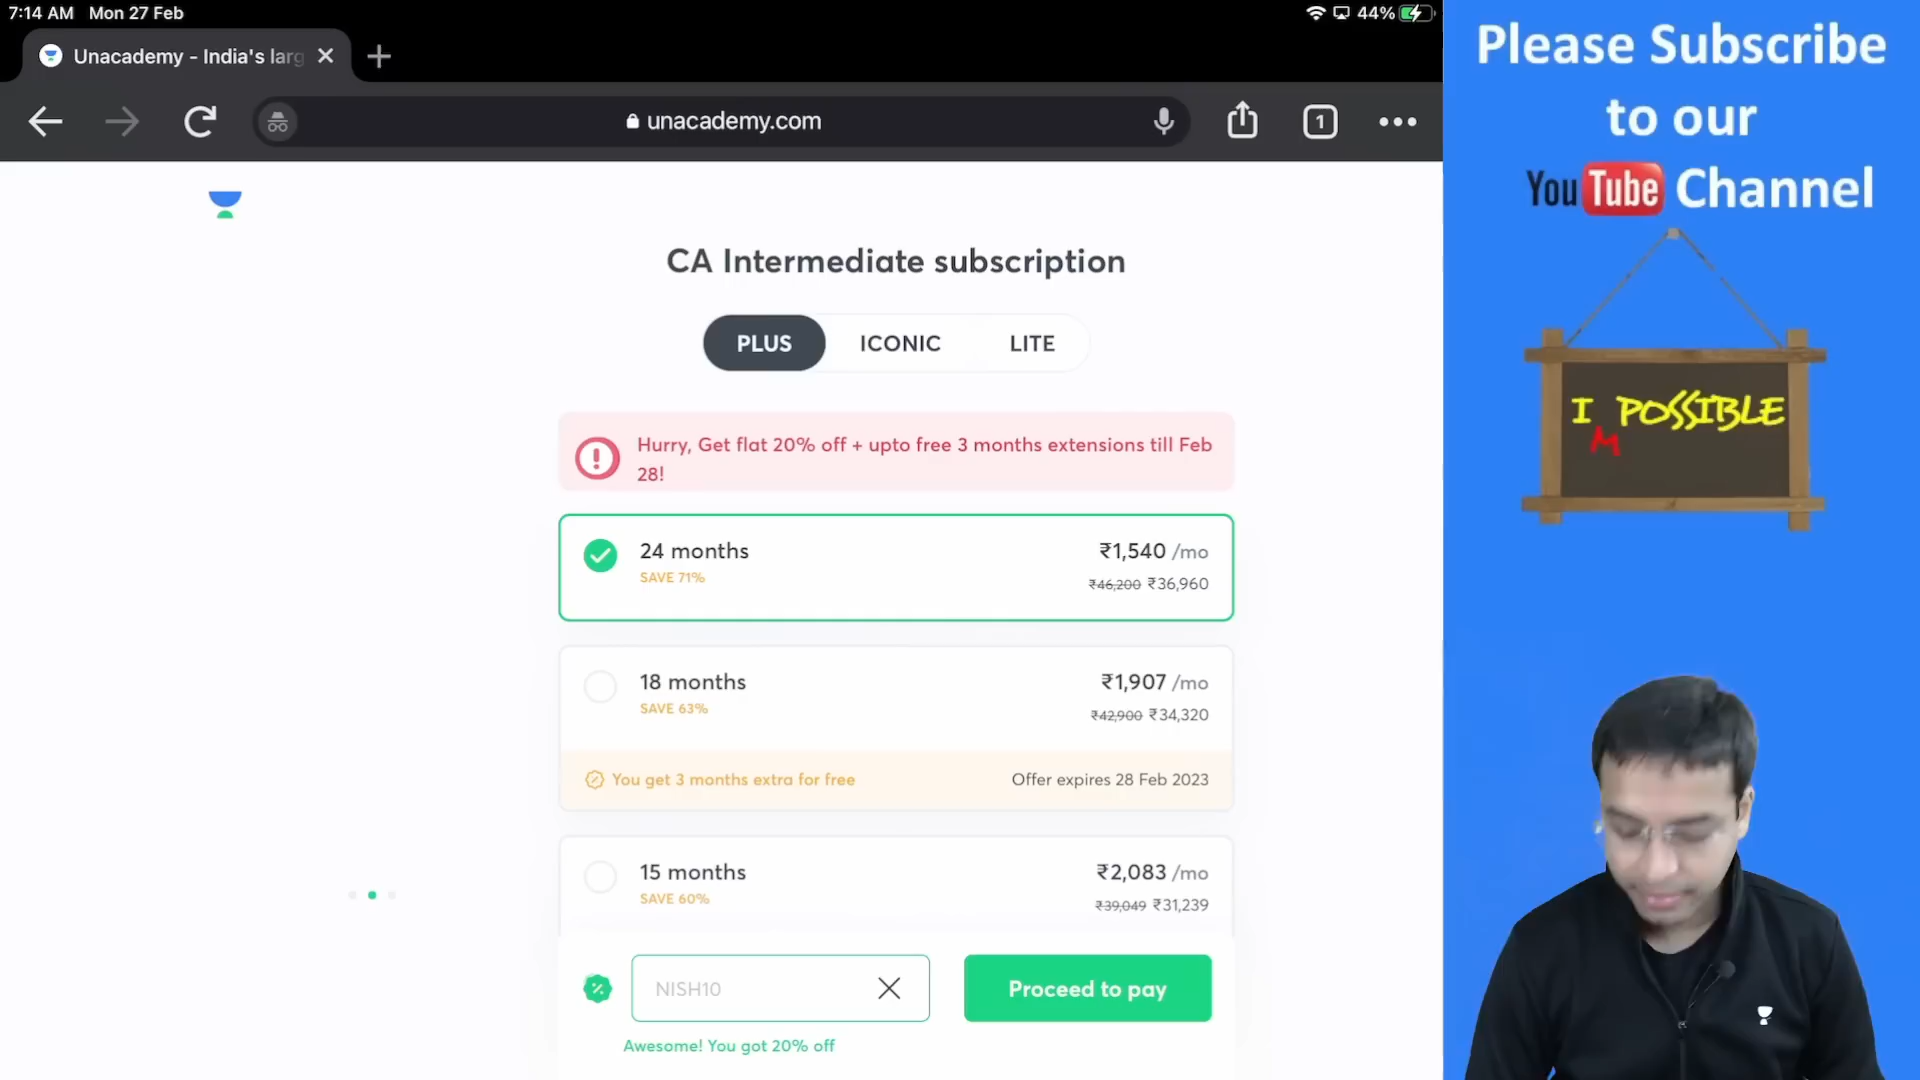 7:14 AM Mon 27 Feb
44%
Unacademy - India's larg
unacademy.com
1
CA Intermediate subscription
PLUS ICONIC LITE
Hurry, Get flat 20% off + upto free 3 months extensions till Feb
28!
24 months ₹1,540 /mo
SAVE 71% ₹46,200 ₹36,960
18 months ₹1,907 /mo
SAVE 63% ₹42,900 ₹34,320
You get 3 months extra for free Offer expires 28 Feb 2023
15 months ₹2,083 /mo
SAVE 60% ₹39,049 ₹31,239
NISH10 Proceed to pay
Awesome! You got 20% off
Please Subscribe
to our
YouTube Channel
I POSSIBLE
M